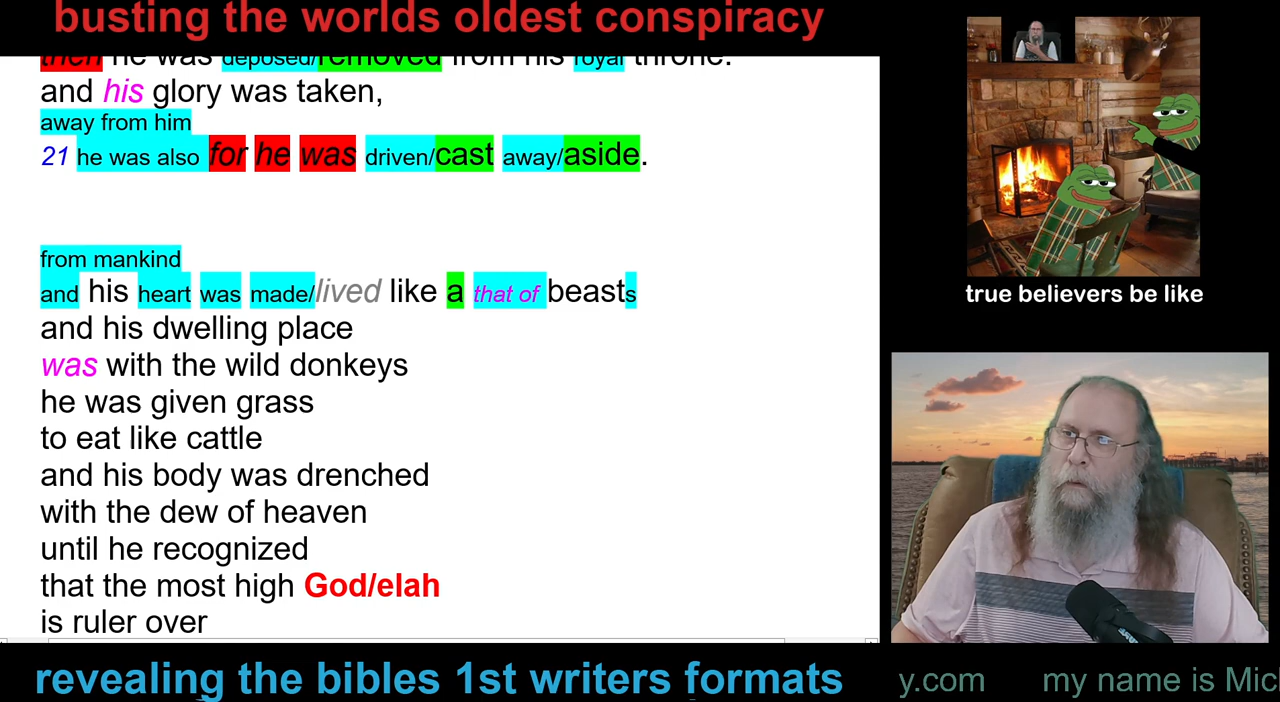 busting the worlds oldest conspiracy
then he was deposed/removed from his royal throne.
and his glory was taken,
away from him
21 he was also for he was driven/cast away/aside.
from mankind
and his heart was made/lived like a that of beasts
and his dwelling place
was with the wild donkeys
he was given grass
to eat like cattle
and his body was drenched
with the dew of heaven
until he recognized
that the most high God/elah
is ruler over
true believers be like
revealing the bibles 1st writers formats
y.com my name is Mic